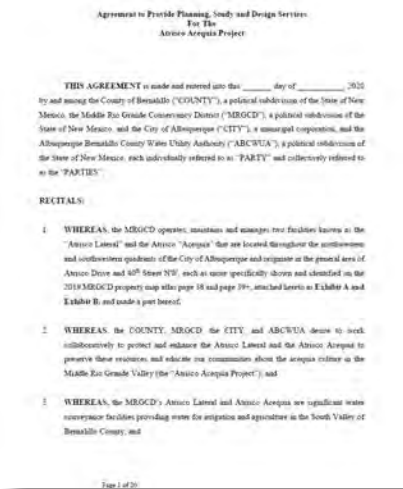 Agreement to Provide Planning, Study and Design Services
For The
Atrisco Acequia Project
THIS AGREEMENT is made and entered into this ______ day of ____________, 2020
by and among the County of Bernalillo ("COUNTY"), a political subdivision of the State of New
Mexico, the Middle Rio Grande Conservancy District ("MRGCD"), a political subdivision of the
State of New Mexico, and the City of Albuquerque ("CITY"), a municipal corporation, and the
Albuquerque Bernalillo County Water Utility Authority ("ABCWUA"), a political subdivision of
the State of New Mexico, each individually referred to as "PARTY" and collectively referred to
as the "PARTIES".
RECITALS:
1. WHEREAS, the MRGCD operates, maintains and manages two facilities known as the
"Atrisco Lateral" and the Atrisco "Acequia" that are located throughout the northwestern
and southwestern quadrants of the City of Albuquerque and originate in the general area of
Atrisco Drive and Street NW, each as more specifically shown and identified on the
2019 MRGCD property map atlas page 38 and page 39+, attached hereto as Exhibit A and
Exhibit B, and made a part hereof;
2. WHEREAS, the COUNTY, MRGCD, the CITY, and ABCWUA desire to work
collaboratively to protect and enhance the Atrisco Lateral and the Atrisco Acequia to
preserve these resources and educate our communities about the acequia culture in the
Middle Rio Grande Valley (the "Atrisco Acequia Project"); and
3. WHEREAS, the MRGCD's Atrisco Lateral and Atrisco Acequia are significant water
conveyance facilities providing water for irrigation and agriculture in the South Valley of
Bernalillo County; and
Page 1 of 20